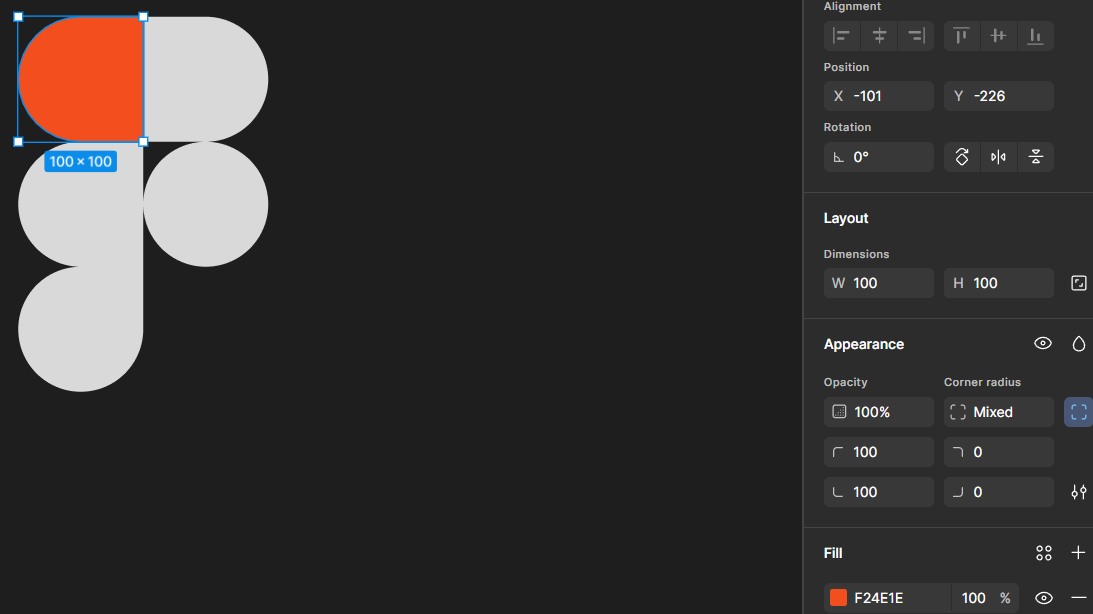 100 × 100
Alignment
Position
X -101 Y -226
Rotation
0°
Layout
Dimensions
W 100 H 100
Appearance
Opacity Corner radius
100% Mixed
100 0
100 0
Fill
F24E1E 100 %